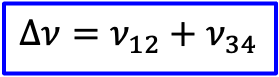 Δν = ν₁₂ + ν₃₄